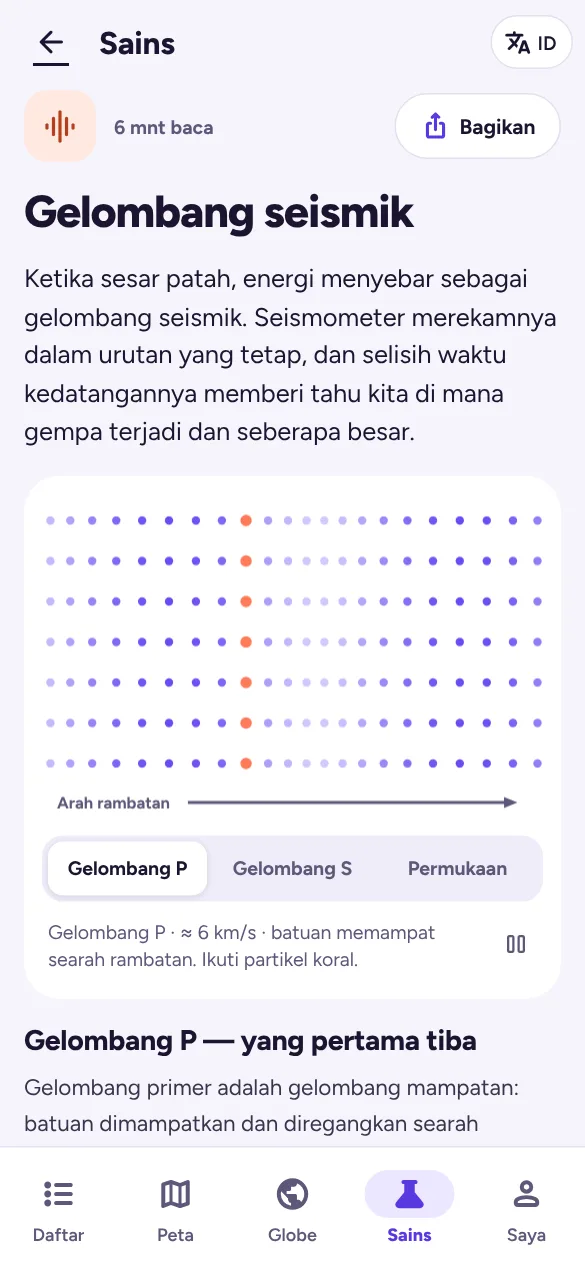 Sains
ID
6 mnt baca
Bagikan
Gelombang seismik
Ketika sesar patah, energi menyebar sebagai
gelombang seismik. Seismometer merekamnya
dalam urutan yang tetap, dan selisih waktu
kedatangannya memberi tahu kita di mana
gempa terjadi dan seberapa besar.
Arah rambatan
Gelombang P
Gelombang S
Permukaan
Gelombang P · ≈ 6 km/s · batuan memampat
searah rambatan. Ikuti partikel koral.
Gelombang P — yang pertama tiba
Gelombang primer adalah gelombang mampatan:
batuan dimampatkan dan diregangkan searah
Daftar
Peta
Globe
Sains
Saya